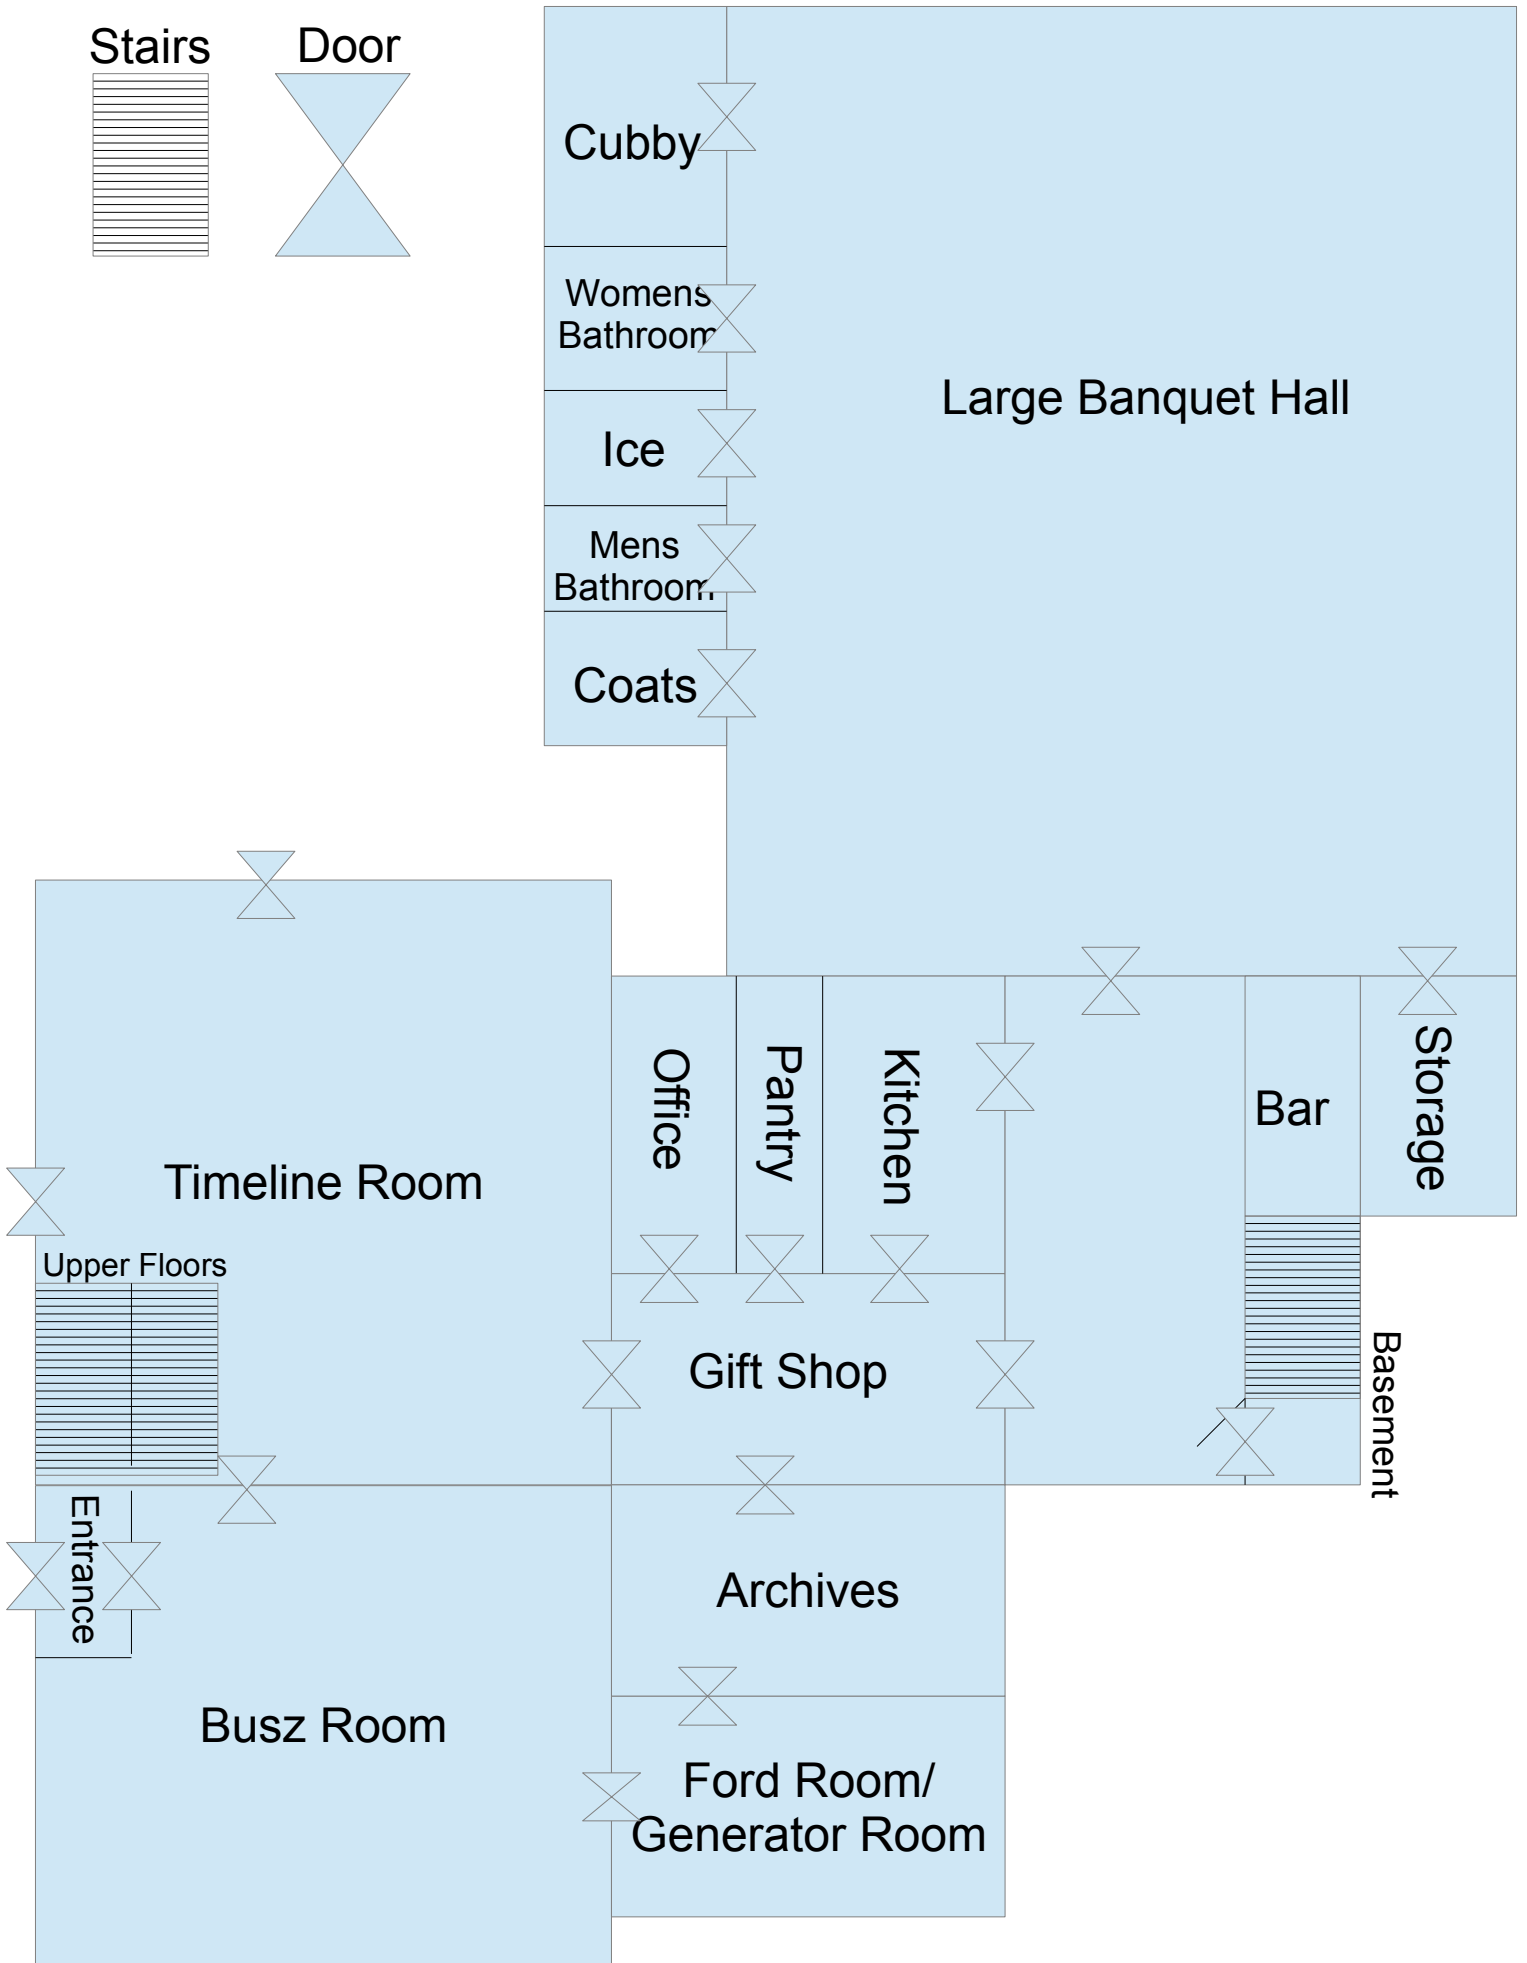 Stairs
Door
Cubby
Womens
Bathroom
Large Banquet Hall
Ice
Mens
Bathroom
Coats
Office
Pantry
Kitchen
Bar
Storage
Timeline Room
Upper Floors
Gift Shop
Basement
Entrance
Archives
Busz Room
Ford Room/
Generator Room